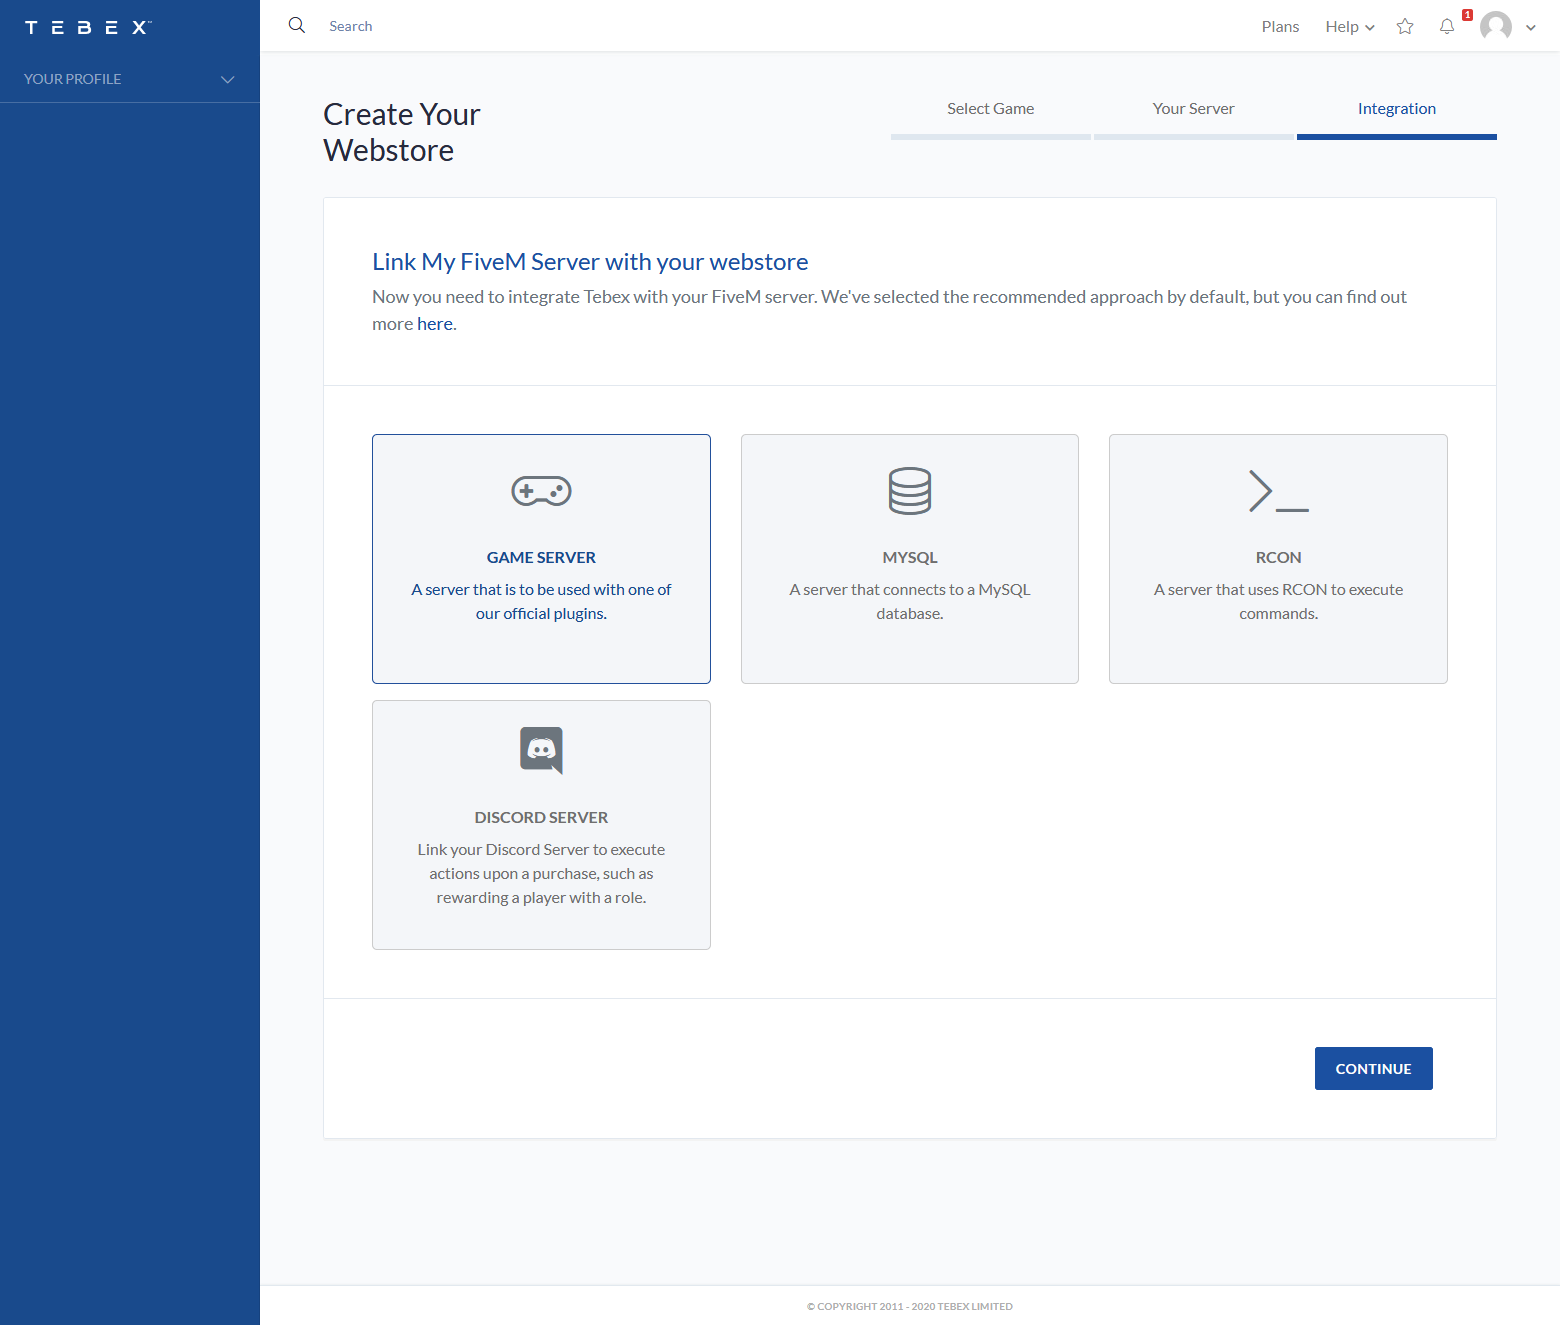 TEBEX™
Search
Plans
Help
1
YOUR PROFILE
Create Your
Webstore
Select Game
Your Server
Integration
Link My FiveM Server with your webstore
Now you need to integrate Tebex with your FiveM server. We've selected the recommended approach by default, but you can find out
more here.
GAME SERVER
A server that is to be used with one of
our official plugins.
MYSQL
A server that connects to a MySQL
database.
RCON
A server that uses RCON to execute
commands.
DISCORD SERVER
Link your Discord Server to execute
actions upon a purchase, such as
rewarding a player with a role.
CONTINUE
© COPYRIGHT 2011 - 2020 TEBEX LIMITED